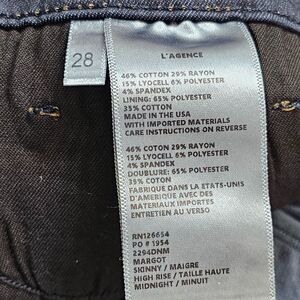 28
L'AGENCE
46% COTTON 29% RAYON
15% LYOCELL 6% POLYESTER
4% SPANDEX
LINING: 65% POLYESTER
35% COTON
MADE IN THE USA
WITH IMPORTED MATERIALS
CARE INSTRUCTIONS ON REVERSE
46% COTTON 29% RAYON
15% LYOCELL 6% POLYESTER
4% SPANDEX
DOUBLURE: 65% POLYESTER
35% COTON
FABRIQUE DANS LA ETATS-UNIS
D'AMERIQUE AVEC DES
MATERIAUX IMPORTES
ENTRETIEN AU VERSO
RN126654
PO # 1954
2294DNM
MARGOT
SKINNY / MAIGRE
HIGH RISE / TAILLE HAUTE
MIDNIGHT / MINUIT